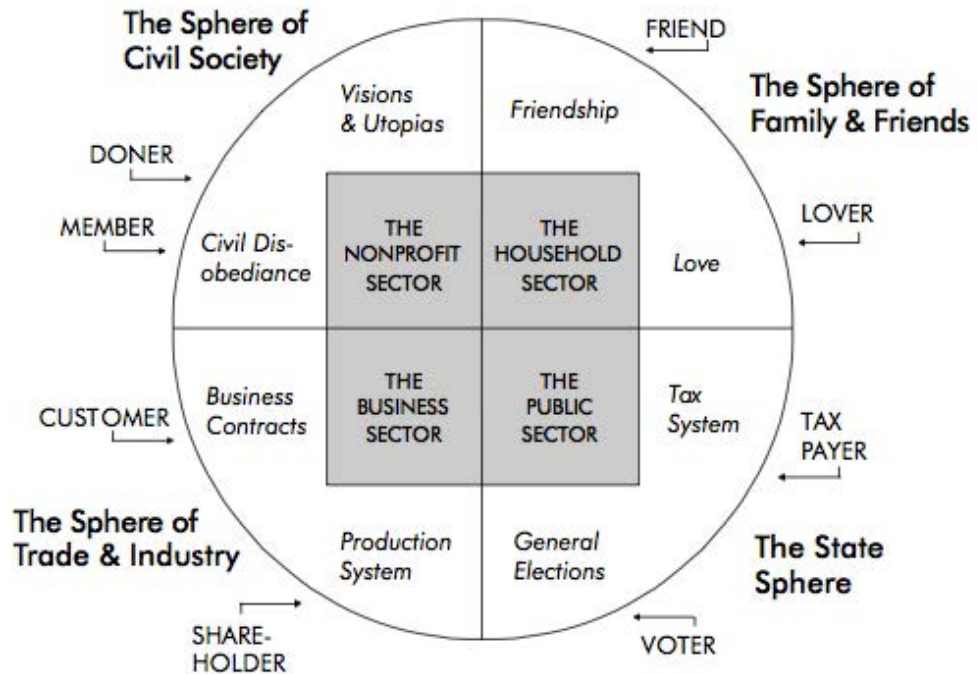 The Sphere of
Civil Society
FRIEND
The Sphere of
Family & Friends
Visions
& Utopias
Friendship
DONER
MEMBER
LOVER
Civil Dis-
obediance
THE
NONPROFIT
SECTOR
THE
HOUSEHOLD
SECTOR
Love
CUSTOMER
Business
Contracts
THE
BUSINESS
SECTOR
THE
PUBLIC
SECTOR
Tax
System
TAX
PAYER
The Sphere of
Trade & Industry
Production
System
General
Elections
The State
Sphere
SHARE-
HOLDER
VOTER